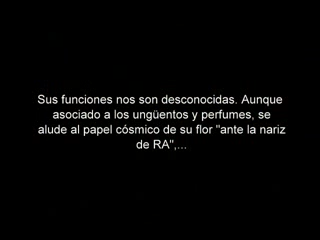 Sus funciones nos son desconocidas. Aunque
asociado a los ungüentos y perfumes, se
alude al papel cósmico de su flor "ante la nariz
de RA",...